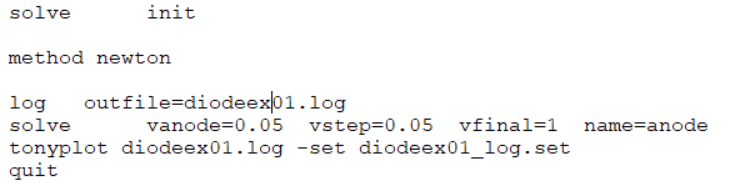 solve      init
method newton
log   outfile=diodeex01.log
solve      vanode=0.05  vstep=0.05  vfinal=1  name=anode
tonyplot diodeex01.log -set diodeex01_log.set
quit